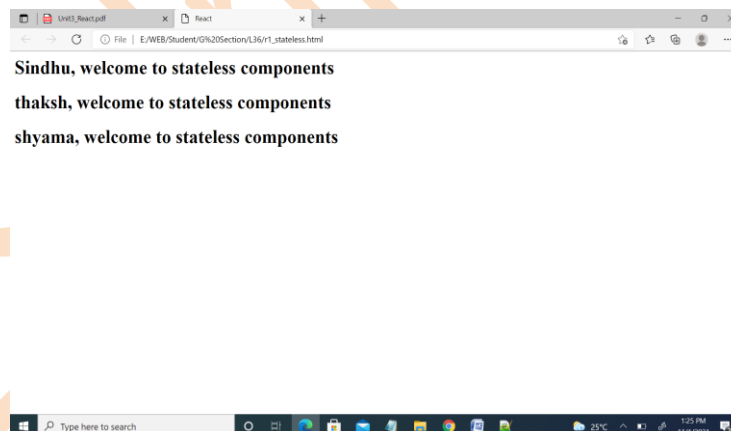 Unit3_React.pdf
React
File | E:/WEB/Student/G%20Section/L36/r1_stateless.html
Sindhu, welcome to stateless components
thaksh, welcome to stateless components
shyama, welcome to stateless components
Type here to search
25°C
1:25 PM